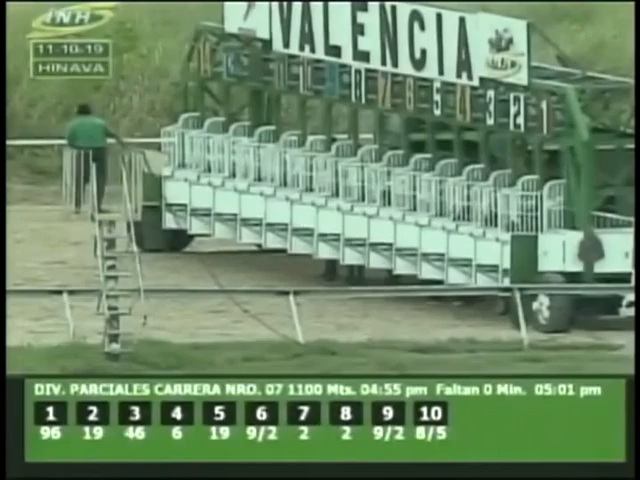 INH
11-10-19
HINAVA
VALENCIA
8 5 3 2 1
DIV. PARCIALES CARRERA NRO. 07 1100 Mts. 04:55 pm Faltan 0 Min. 05:01 pm
1 2 3 4 5 6 7 8 9 10
96 19 46 6 19 9/2 2 2 9/2 8/5